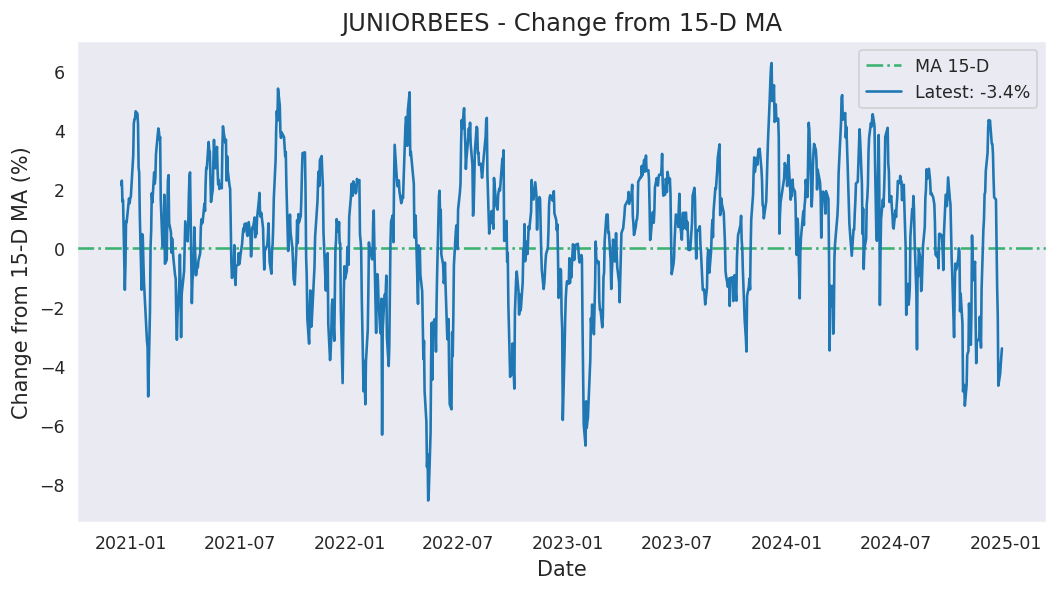 JUNIORBEES - Change from 15-D MA
MA 15-D
Latest: -3.4%
Change from 15-D MA (%)
6
4
2
0
−2
−4
−6
−8
2021-01 2021-07 2022-01 2022-07 2023-01 2023-07 2024-01 2024-07 2025-01
Date